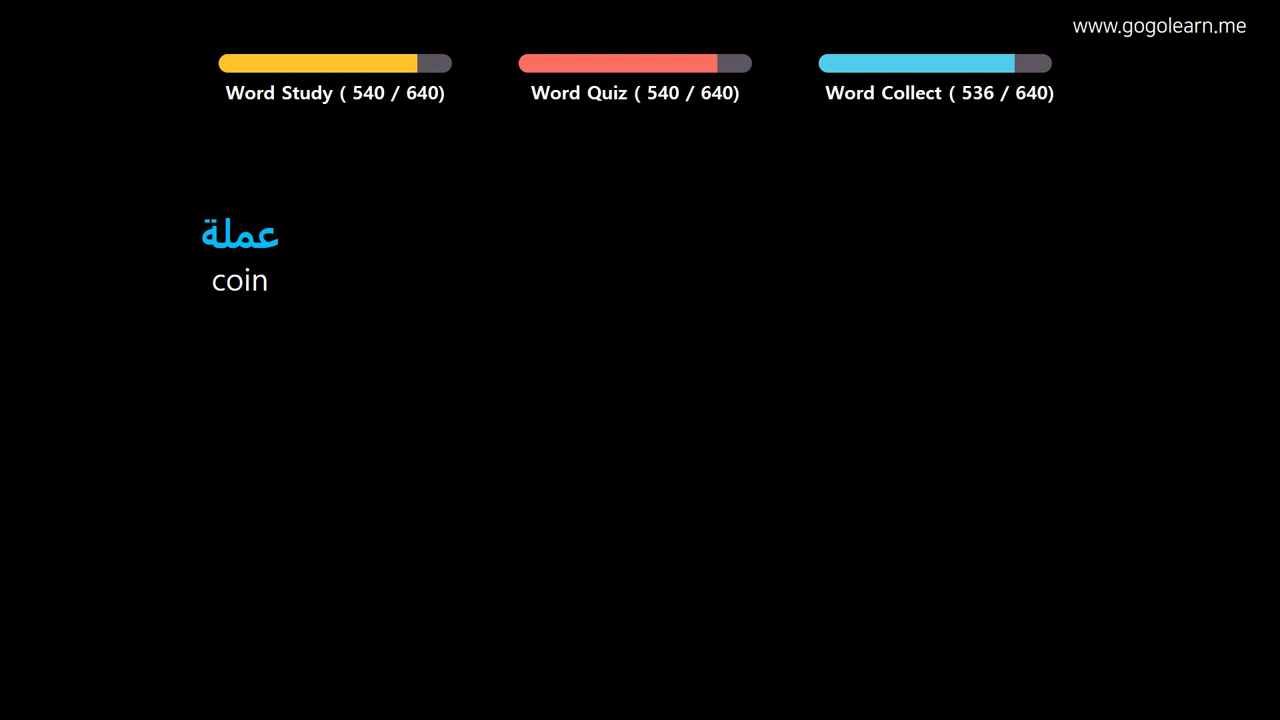 www.gogolearn.me
Word Study ( 540 / 640)
Word Quiz ( 540 / 640)
Word Collect ( 536 / 640)
عملة
coin